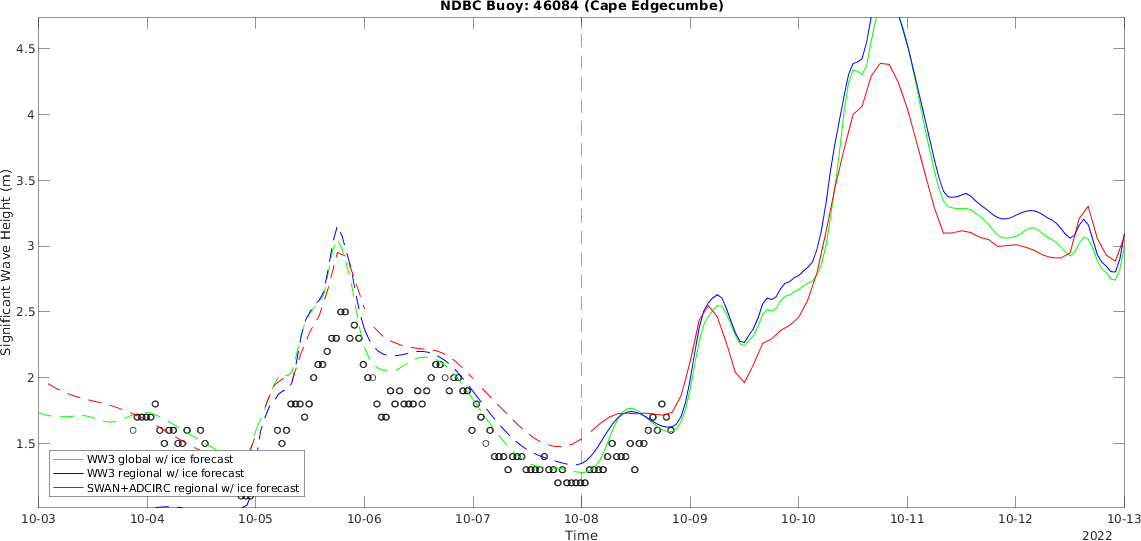 NDBC Buoy: 46084 (Cape Edgecumbe)
4.5
4
3.5
3
2.5
2
1.5
Significant Wave Height (m)
WW3 global w/ ice forecast
WW3 regional w/ ice forecast
SWAN+ADCIRC regional w/ ice forecast
10-03 10-04 10-05 10-06 10-07 10-08 10-09 10-10 10-11 10-12 10-13
Time
2022